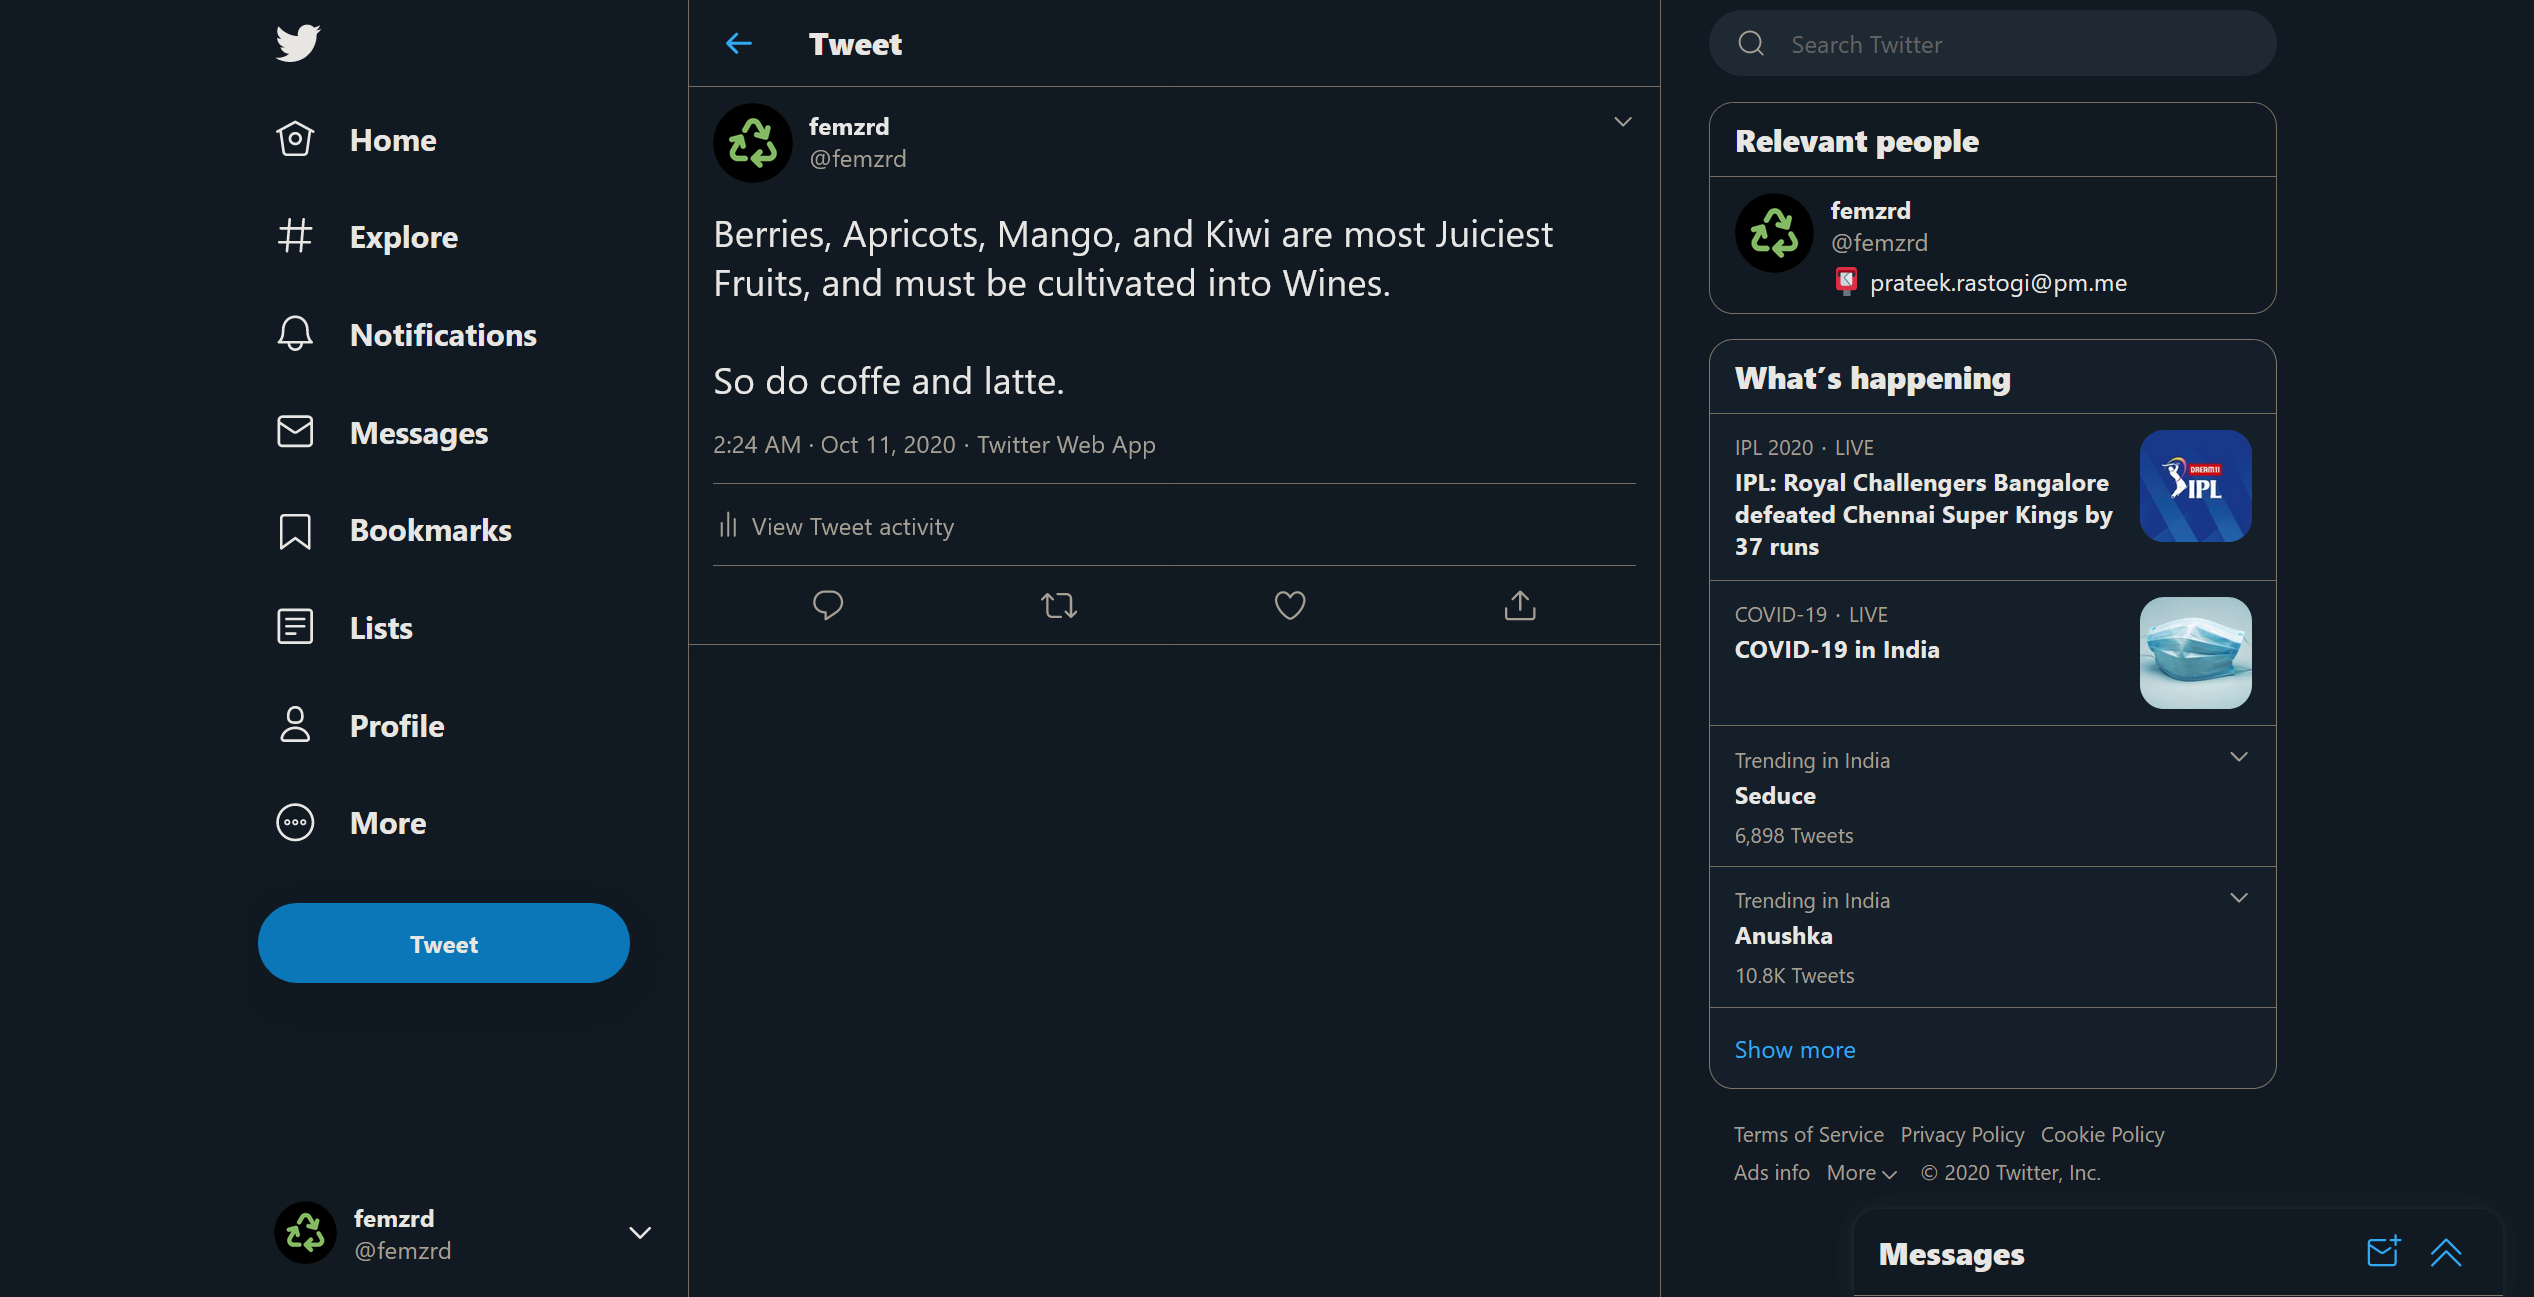 Home
Explore
Notifications
Messages
Bookmarks
Lists
Profile
More
Tweet
femzrd
@femzrd
Tweet
femzrd
@femzrd
Berries, Apricots, Mango, and Kiwi are most Juiciest
Fruits, and must be cultivated into Wines.
So do coffe and latte.
2:24 AM · Oct 11, 2020 · Twitter Web App
View Tweet activity
Search Twitter
Relevant people
femzrd
@femzrd
prateek.rastogi@pm.me
What's happening
IPL 2020 · LIVE
IPL: Royal Challengers Bangalore
defeated Chennai Super Kings by
37 runs
DREAM11
IPL
COVID-19 · LIVE
COVID-19 in India
Trending in India
Seduce
6,898 Tweets
Trending in India
Anushka
10.8K Tweets
Show more
Terms of Service Privacy Policy Cookie Policy
Ads info More © 2020 Twitter, Inc.
Messages